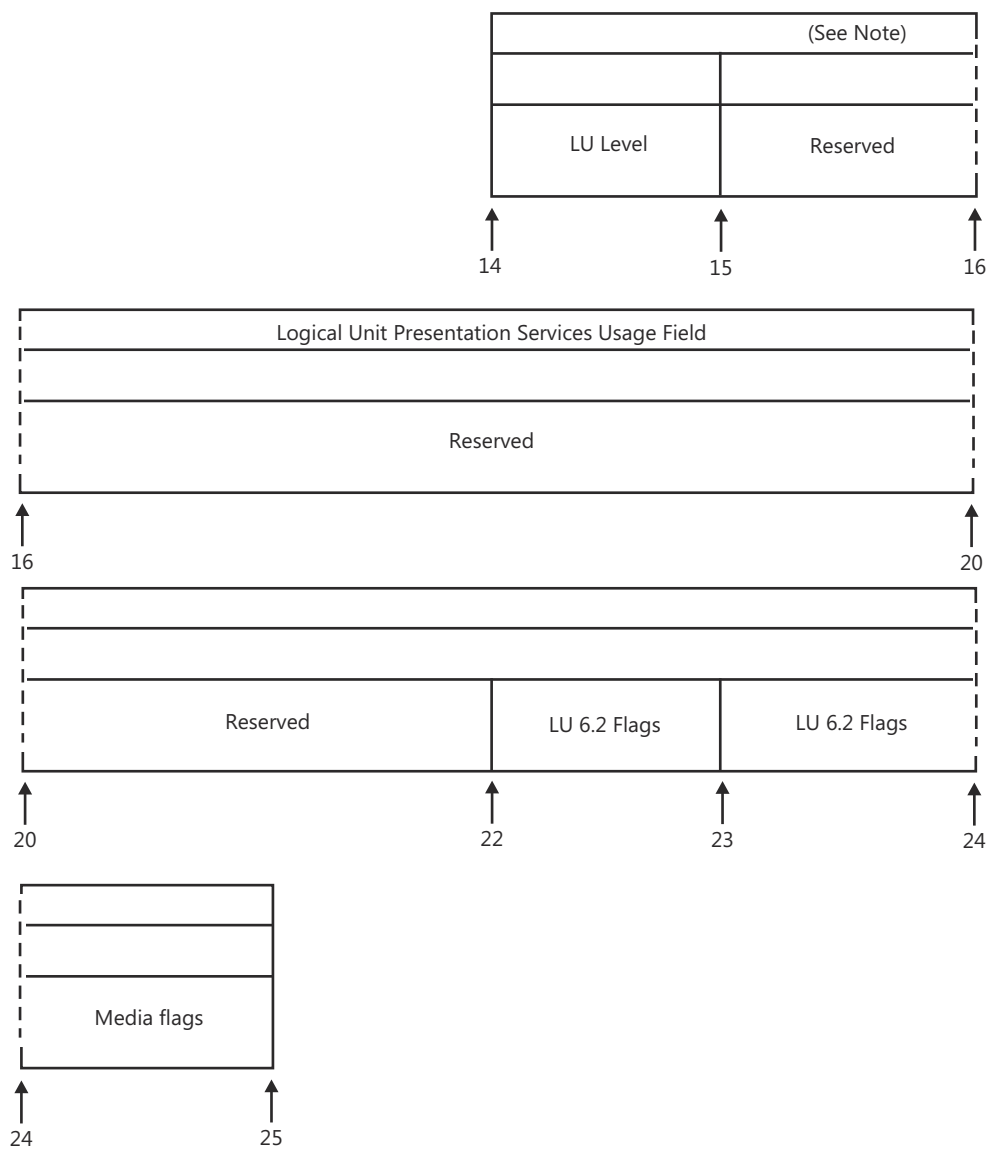 (See Note)
LU Level Reserved
14 15 16
Logical Unit Presentation Services Usage Field
Reserved
16 20
Reserved LU 6.2 Flags LU 6.2 Flags
20 22 23 24
Media flags
24 25